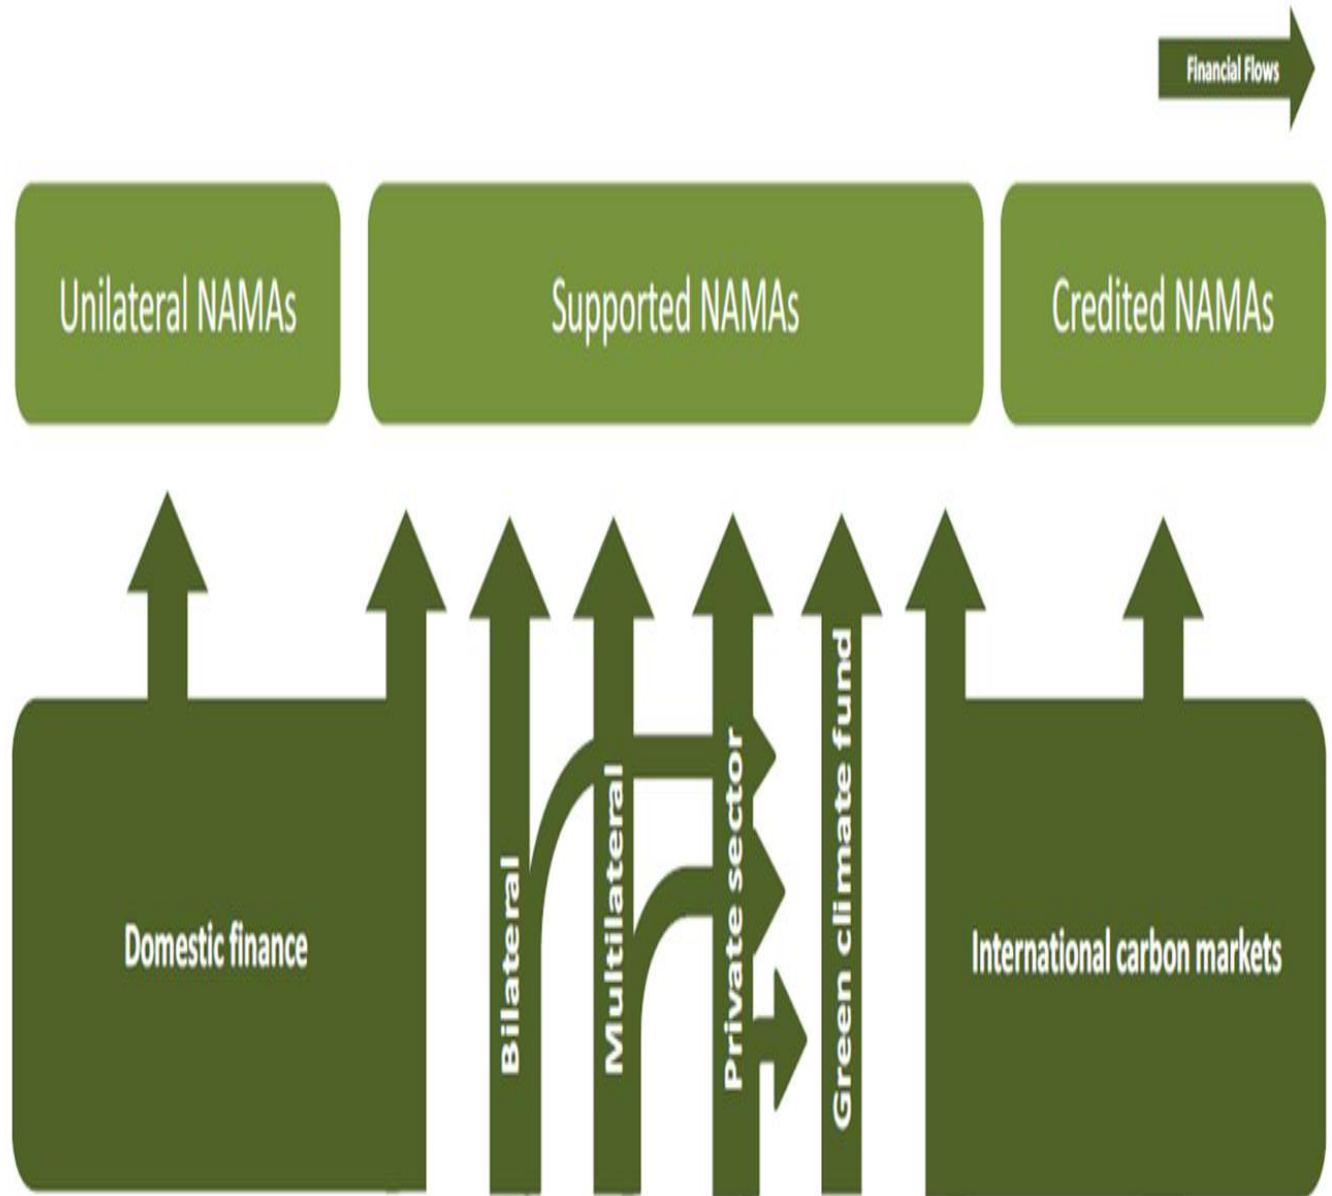 Financial Flows
Unilateral NAMAs
Supported NAMAs
Credited NAMAs
Domestic finance
Bilateral
Multilateral
Private sector
Green climate fund
International carbon markets